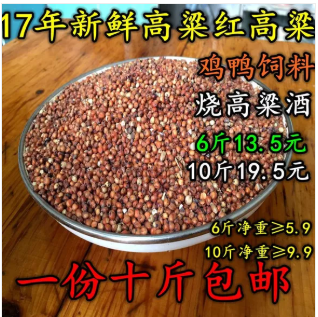 17年新鲜高粱红高粱
鸡鸭饲料
烧高粱酒
6斤13.5元
10斤19.5元
6斤净重≥5.9
10斤净重≥9.9
一份十斤包邮